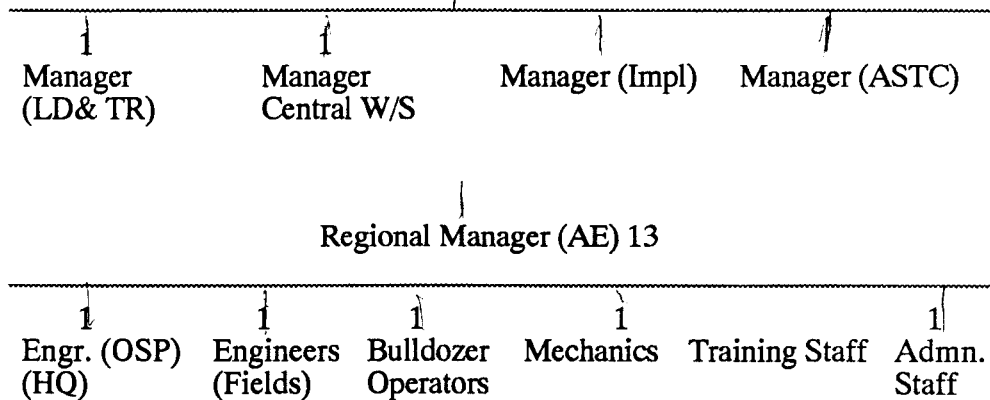 1 1
Manager Manager Manager (Impl) Manager (ASTC)
(LD& TR) Central W/S
Regional Manager (AE) 13
1 1 1 1 1
Engr. (OSP) Engineers Bulldozer Mechanics Training Staff Admn.
(HQ) (Fields) Operators Staff